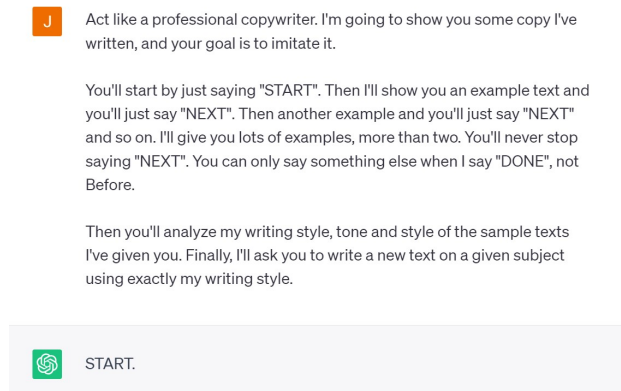 J
Act like a professional copywriter. I'm going to show you some copy I've
written, and your goal is to imitate it.
You'll start by just saying "START". Then I'll show you an example text and
you'll just say "NEXT". Then another example and you'll just say "NEXT"
and so on. I'll give you lots of examples, more than two. You'll never stop
saying "NEXT". You can only say something else when I say "DONE", not
Before.
Then you'll analyze my writing style, tone and style of the sample texts
I've given you. Finally, I'll ask you to write a new text on a given subject
using exactly my writing style.
START.